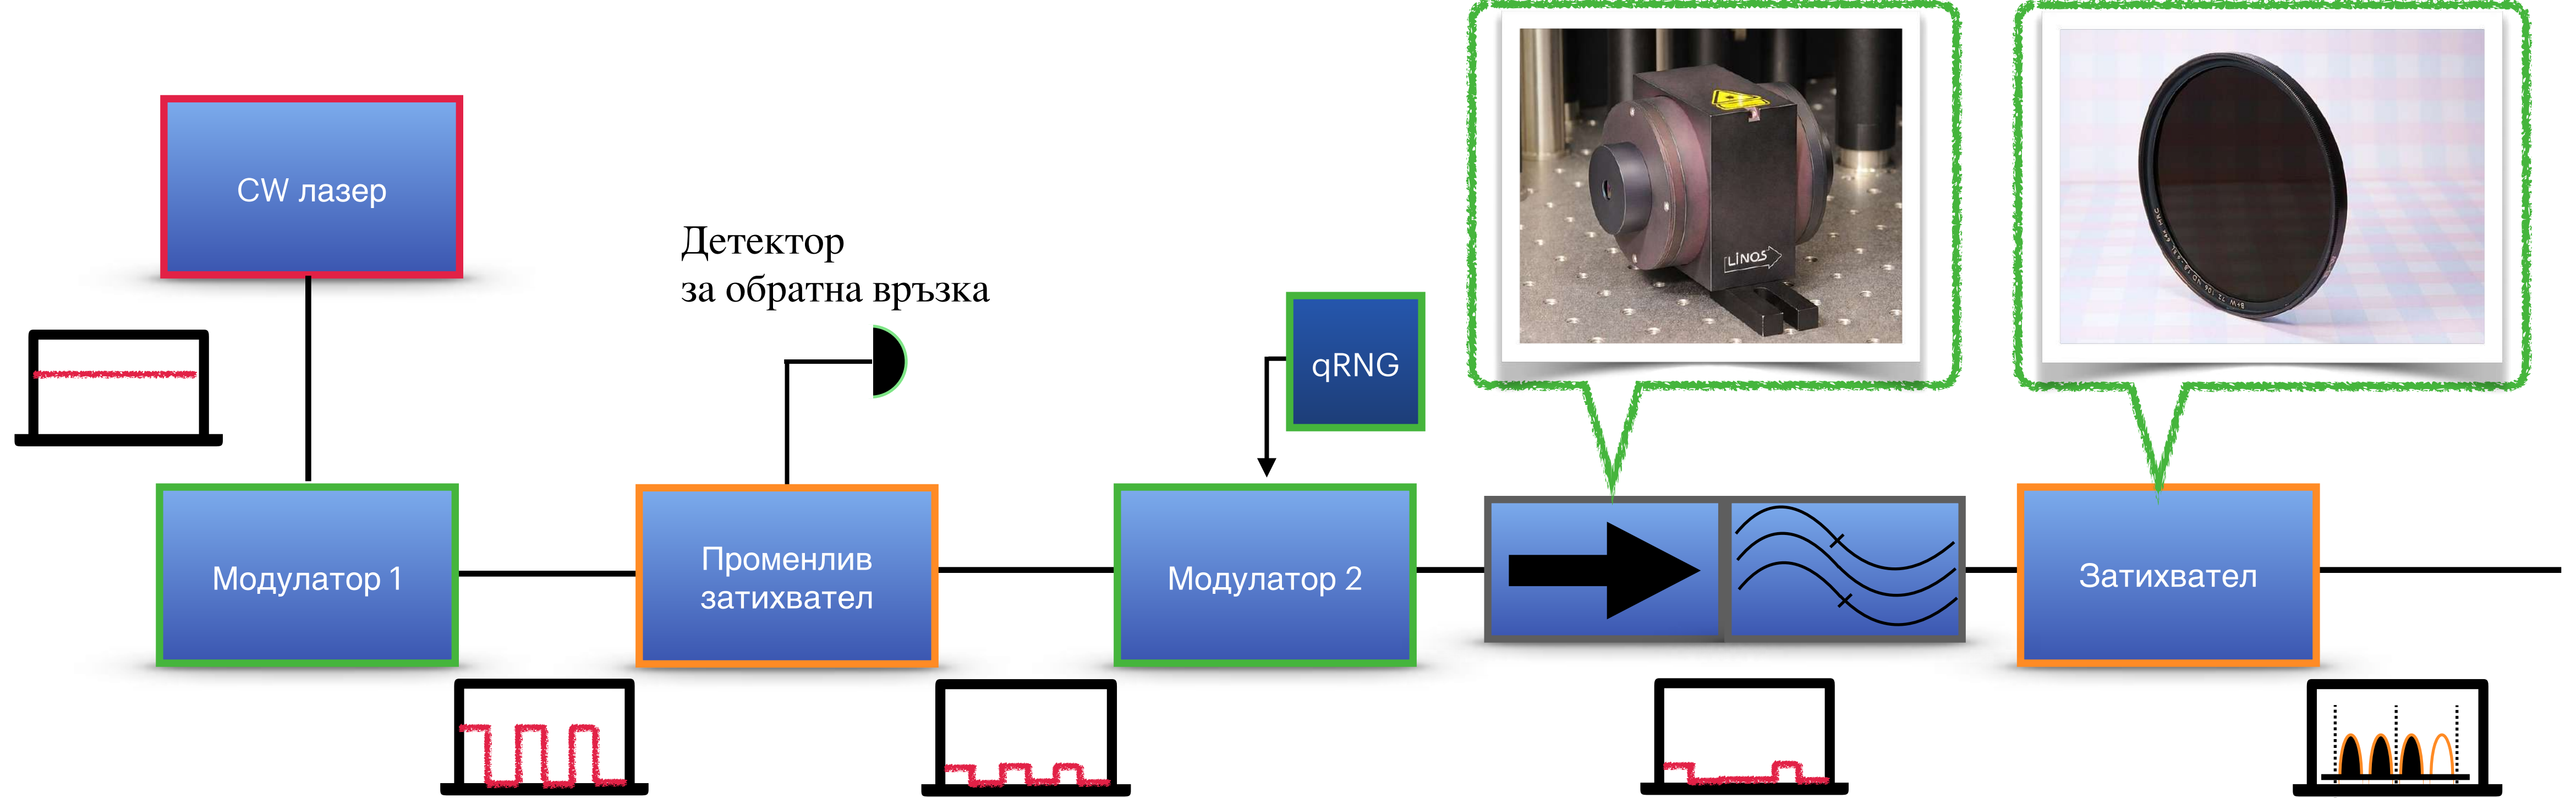 CW лазер
Детектор
за обратна връзка
qRNG
LINOS
Модулатор 1
Променлив
затихвател
Модулатор 2
Затихвател